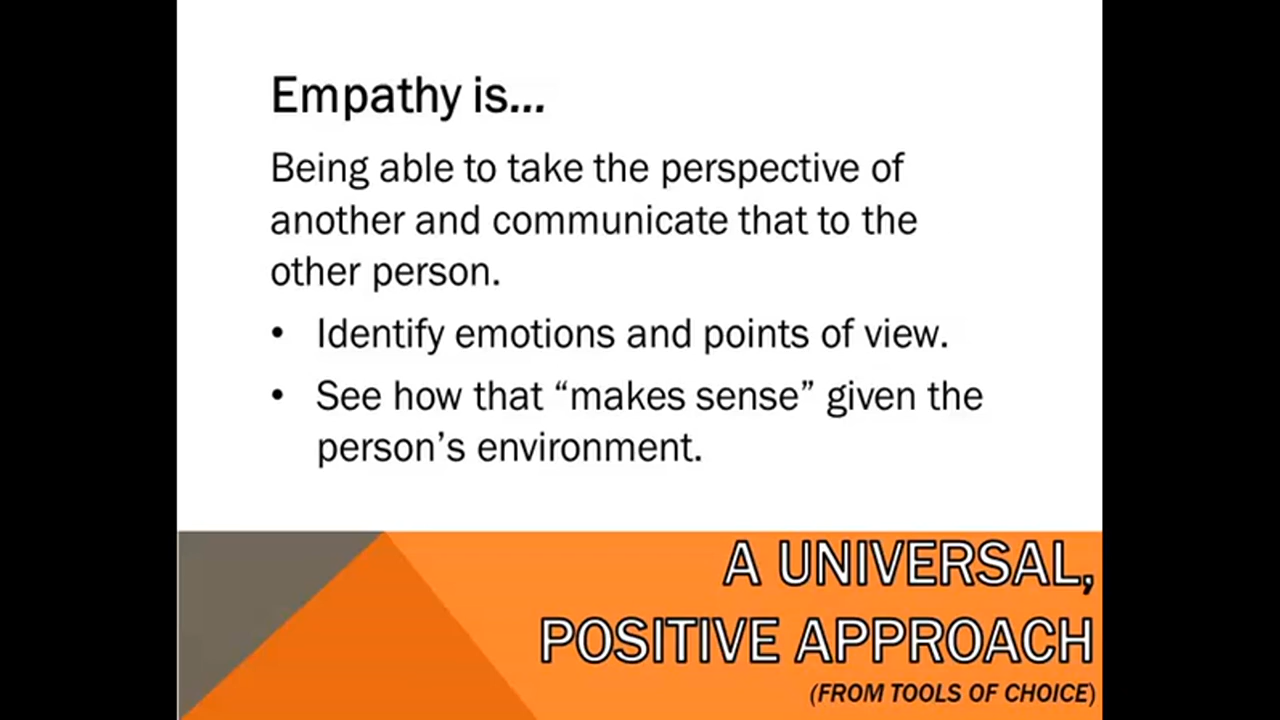 Empathy is...
Being able to take the perspective of
another and communicate that to the
other person.
• Identify emotions and points of view.
• See how that “makes sense” given the
person’s environment.
A UNIVERSAL,
POSITIVE APPROACH
(FROM TOOLS OF CHOICE)